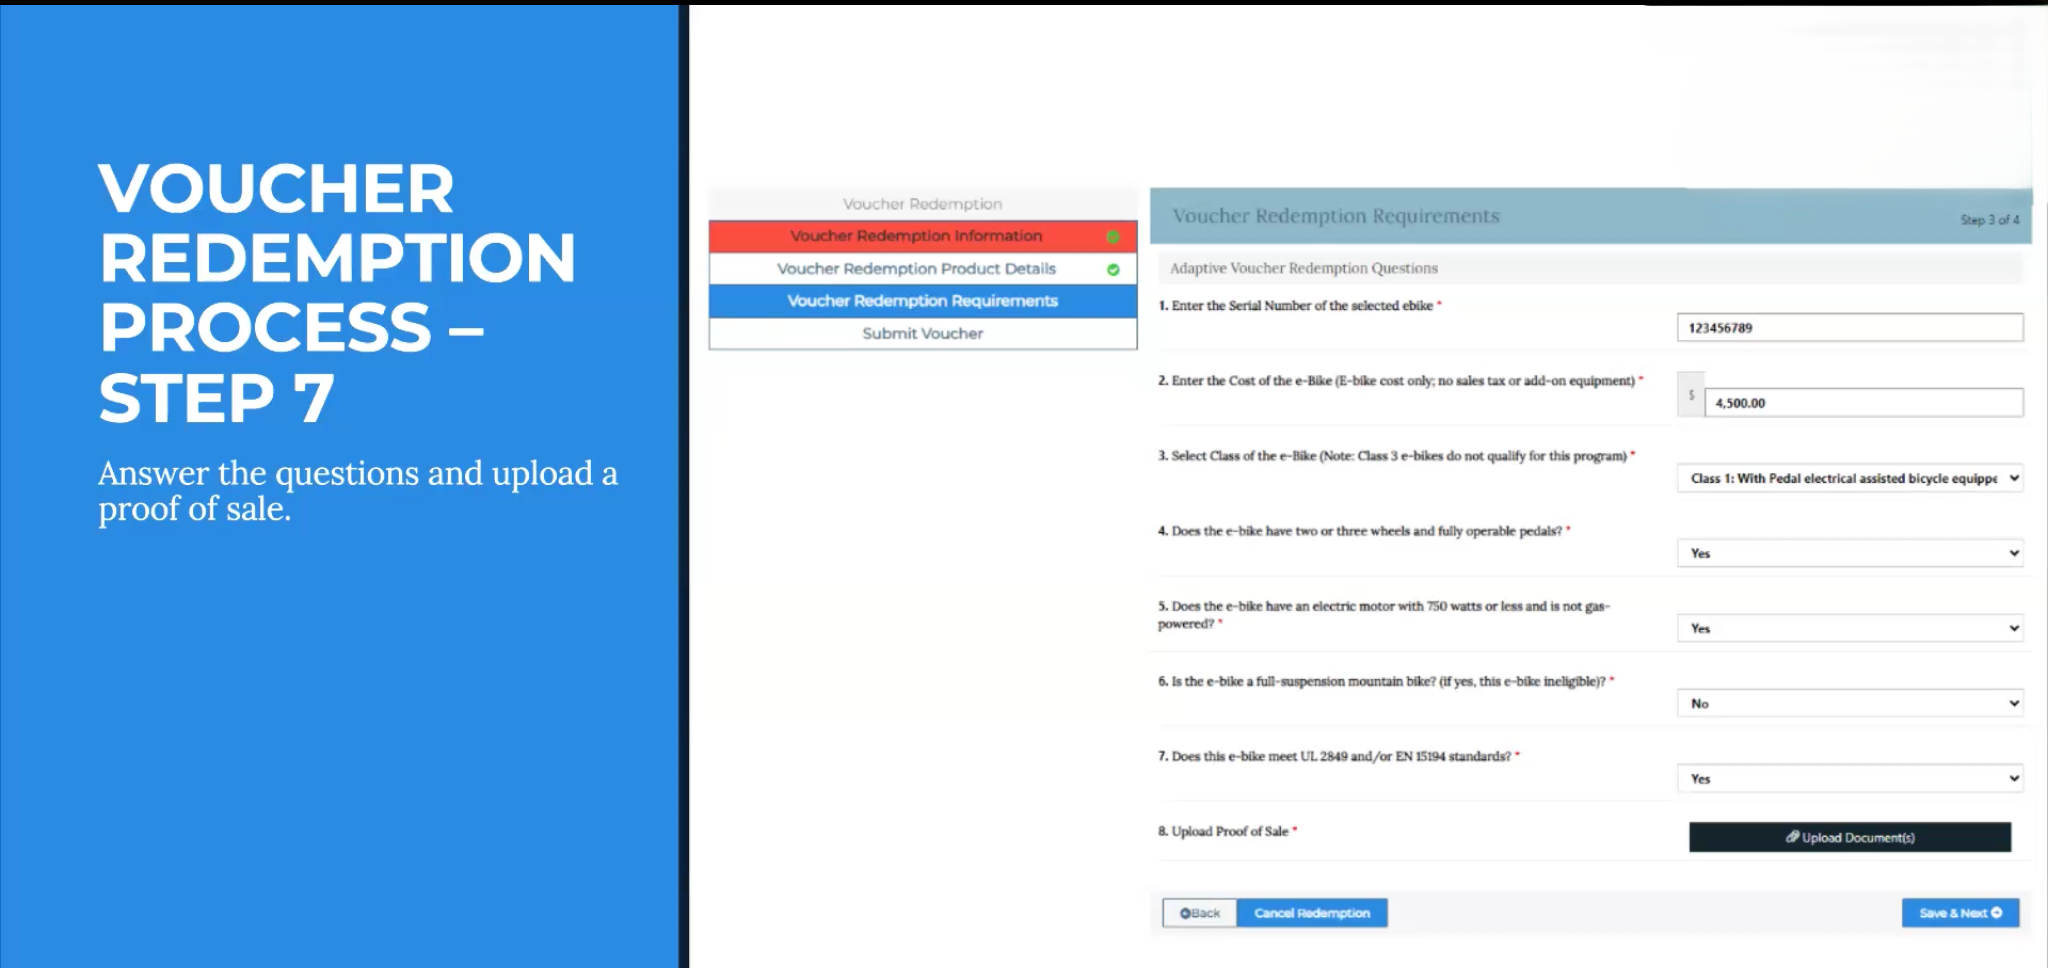 VOUCHER
REDEMPTION
PROCESS –
STEP 7
Answer the questions and upload a
proof of sale.
Voucher Redemption
Voucher Redemption Information
Voucher Redemption Product Details
Voucher Redemption Requirements
Submit Voucher
Voucher Redemption Requirements
Step 3 of 4
Adaptive Voucher Redemption Questions
1. Enter the Serial Number of the selected ebike *
123456789
2. Enter the Cost of the e-Bike (E-bike cost only; no sales tax or add-on equipment) *
$ 4,500.00
3. Select Class of the e-Bike (Note: Class 3 e-bikes do not qualify for this program) *
Class 1: With Pedal electrical assisted bicycle equippe
4. Does the e-bike have two or three wheels and fully operable pedals? *
Yes
5. Does the e-bike have an electric motor with 750 watts or less and is not gas-
powered? *
Yes
6. Is the e-bike a full-suspension mountain bike? (if yes, this e-bike ineligible)? *
No
7. Does this e-bike meet UL 2849 and/or EN 15194 standards? *
Yes
8. Upload Proof of Sale *
Upload Document(s)
Back
Cancel Redemption
Save & Next